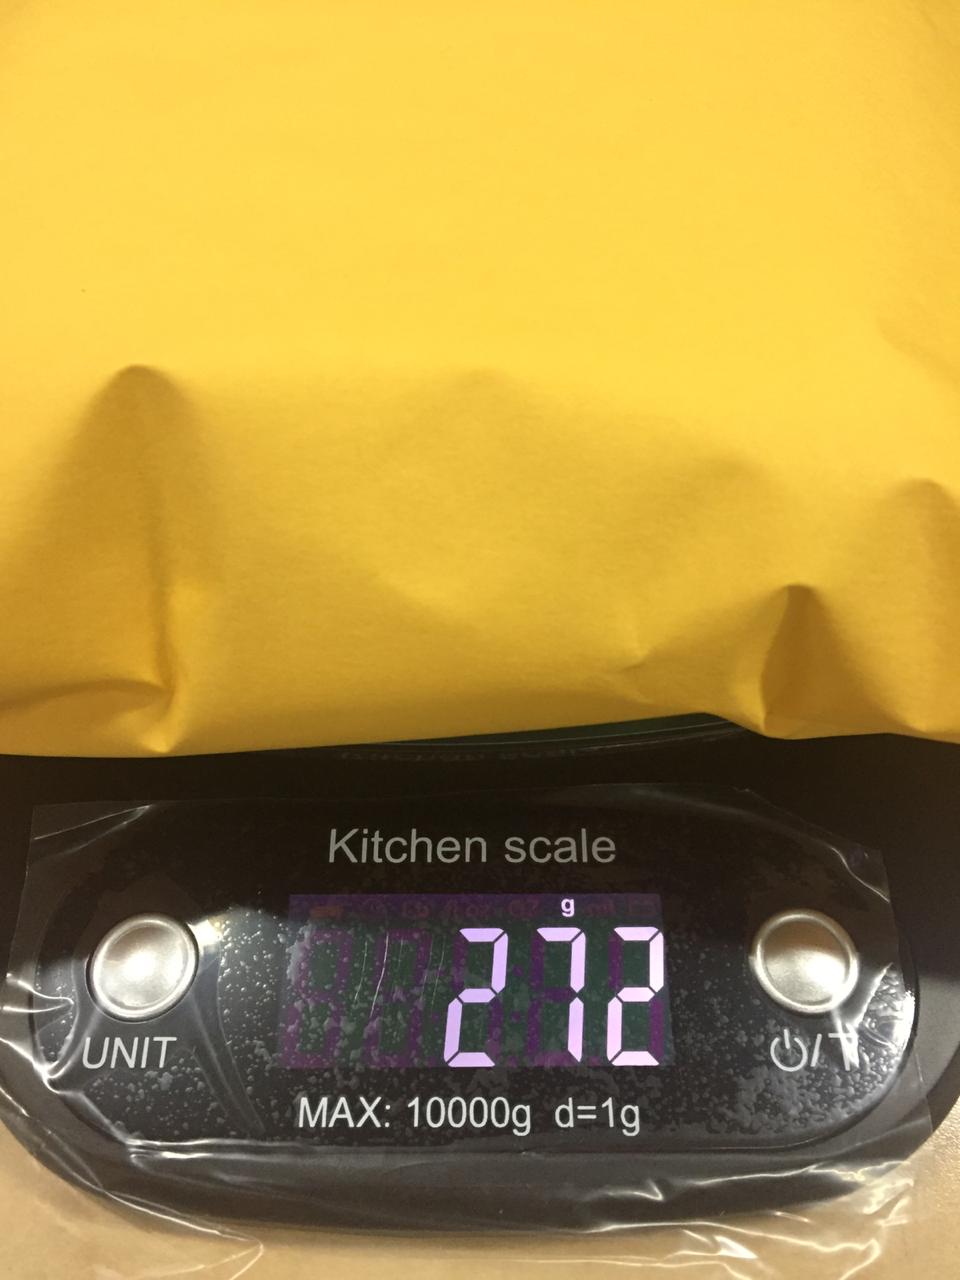 Kitchen scale
g
272
UNIT
⏻/T
MAX: 10000g d=1g